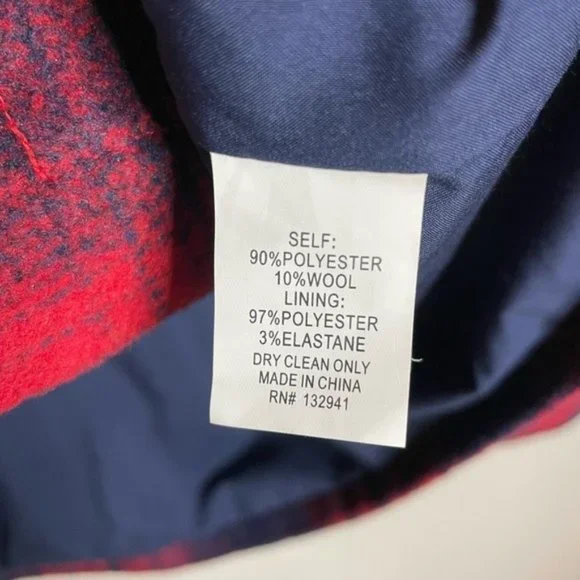 SELF:
90%POLYESTER
10%WOOL
LINING:
97%POLYESTER
3%ELASTANE
DRY CLEAN ONLY
MADE IN CHINA
RN# 132941